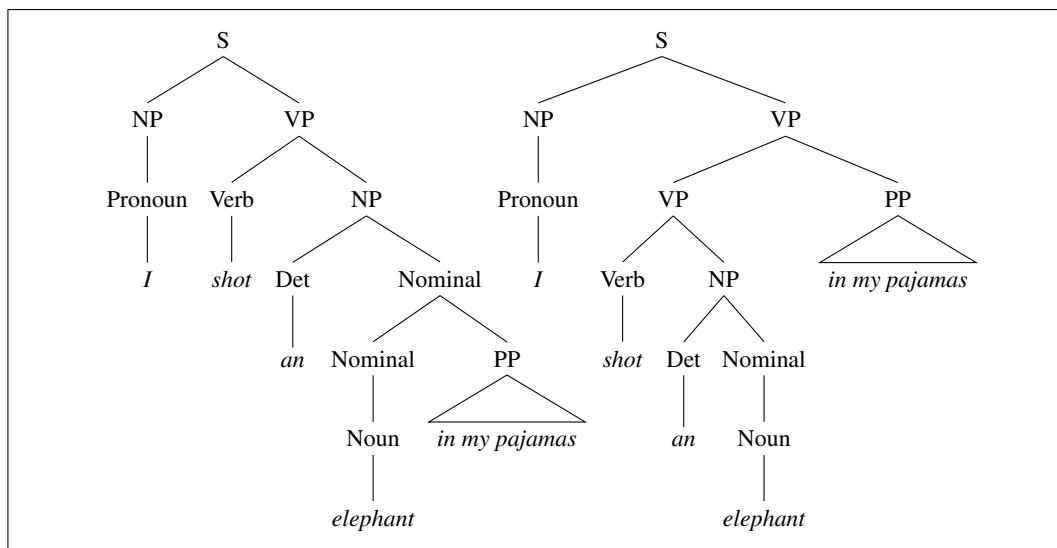 S S
NP VP NP VP
Pronoun Verb NP Pronoun VP PP
I shot Det Nominal I Verb NP in my pajamas
an Nominal PP shot Det Nominal
Noun in my pajamas an Noun
elephant elephant